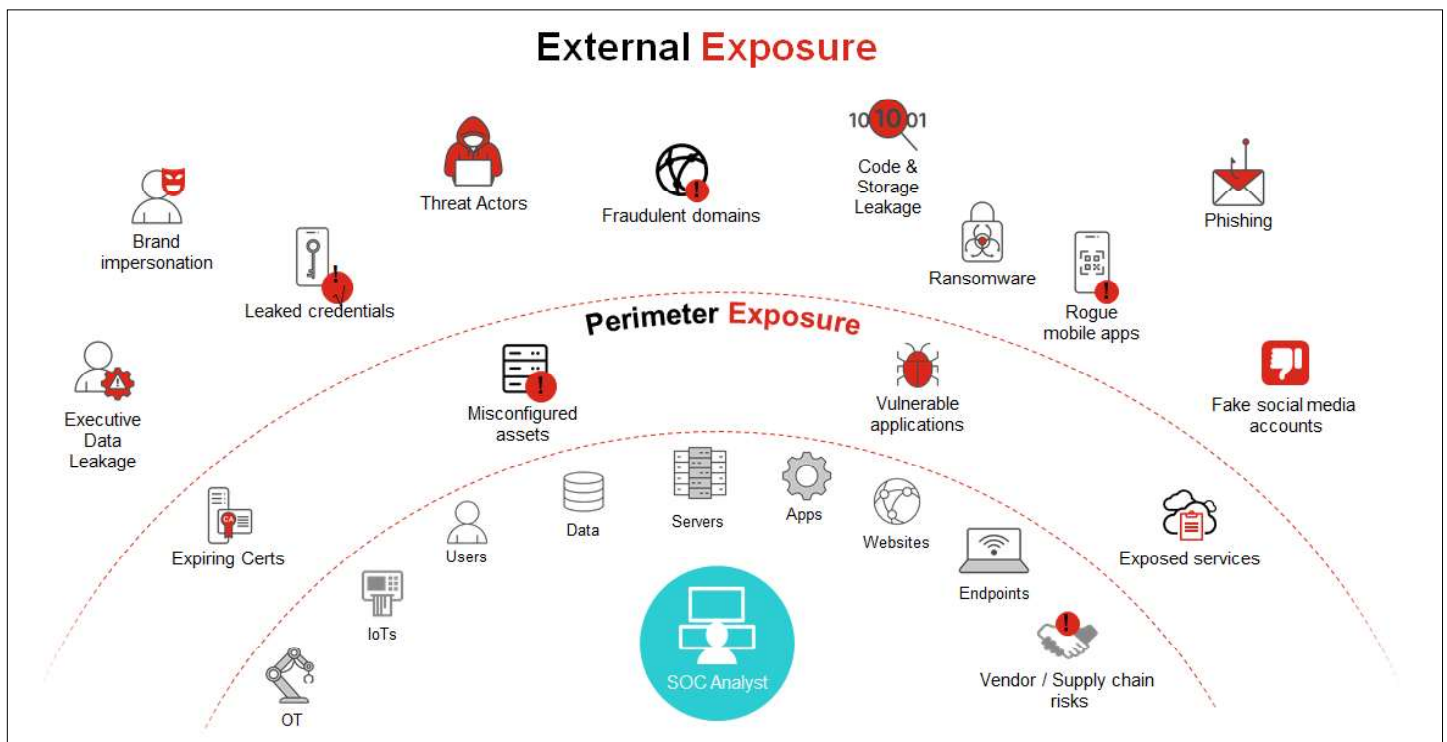 External Exposure
10 10 01
Code &
Storage
Leakage
Threat Actors
Fraudulent domains
Phishing
Brand
impersonation
Leaked credentials
Ransomware
Rogue
mobile apps
Perimeter Exposure
Executive
Data
Leakage
Misconfigured
assets
Vulnerable
applications
Fake social media
accounts
CA
Expiring Certs
Users
Data
Servers
Apps
Websites
Endpoints
Exposed services
IoTs
OT
SOC Analyst
Vendor / Supply chain
risks